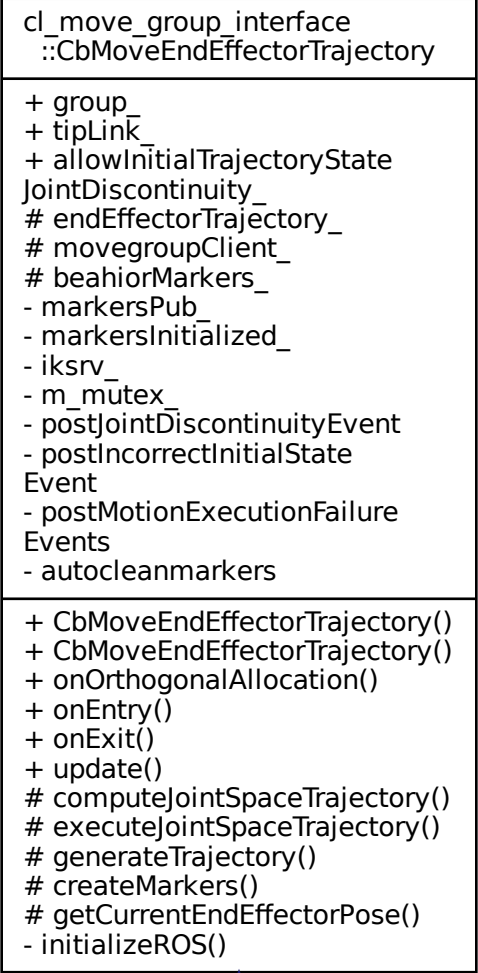 cl_move_group_interface
::CbMoveEndEffectorTrajectory
+ group_
+ tipLink_
+ allowInitialTrajectoryState
JointDiscontinuity_
# endEffectorTrajectory_
# movegroupClient_
# beahiorMarkers_
- markersPub_
- markersInitialized_
- iksrv_
- m_mutex_
- postJointDiscontinuityEvent
- postIncorrectInitialState
Event
- postMotionExecutionFailure
Events
- autocleanmarkers
+ CbMoveEndEffectorTrajectory()
+ CbMoveEndEffectorTrajectory()
+ onOrthogonalAllocation()
+ onEntry()
+ onExit()
+ update()
# computeJointSpaceTrajectory()
# executeJointSpaceTrajectory()
# generateTrajectory()
# createMarkers()
# getCurrentEndEffectorPose()
- initializeROS()